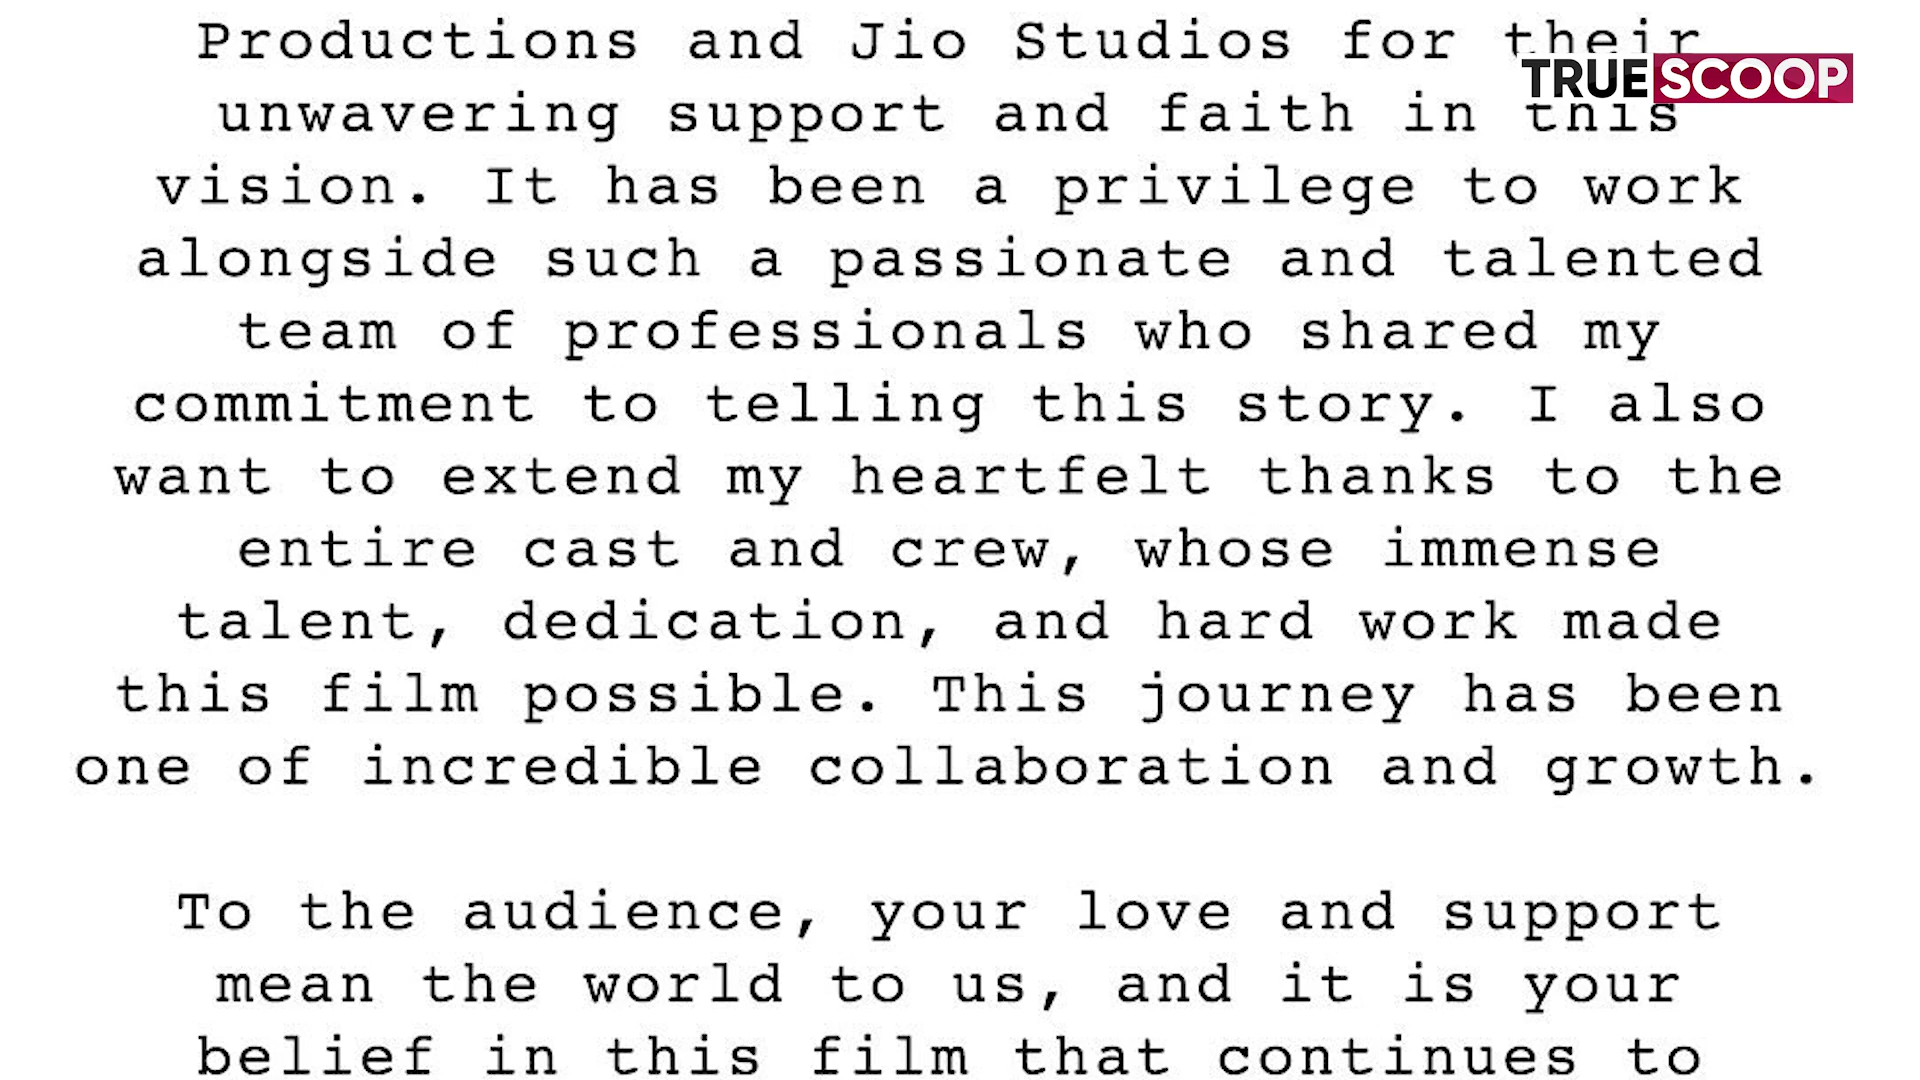 Productions and Jio Studios for their
TRUE SCOOP
unwavering support and faith in this
vision. It has been a privilege to work
alongside such a passionate and talented
team of professionals who shared my
commitment to telling this story. I also
want to extend my heartfelt thanks to the
entire cast and crew, whose immense
talent, dedication, and hard work made
this film possible. This journey has been
one of incredible collaboration and growth.
To the audience, your love and support
mean the world to us, and it is your
belief in this film that continues to